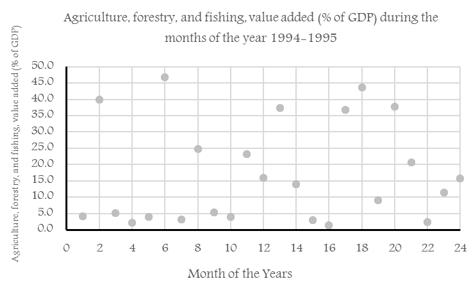 Agriculture, forestry, and fishing, value added (% of GDP) during the
months of the year 1994-1995
Agriculture, forestry, and fishing, value added (% of GDP)
50.0
45.0
40.0
35.0
30.0
25.0
20.0
15.0
10.0
5.0
0.0
0 2 4 6 8 10 12 14 16 18 20 22 24
Month of the Years